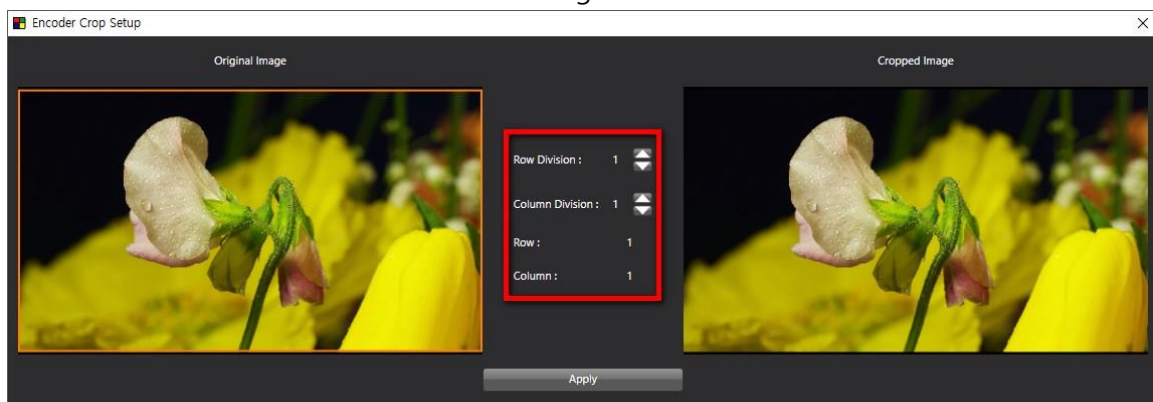 Encoder Crop Setup
Original Image
Cropped Image
Row Division : 1
Column Division : 1
Row : 1
Column : 1
Apply